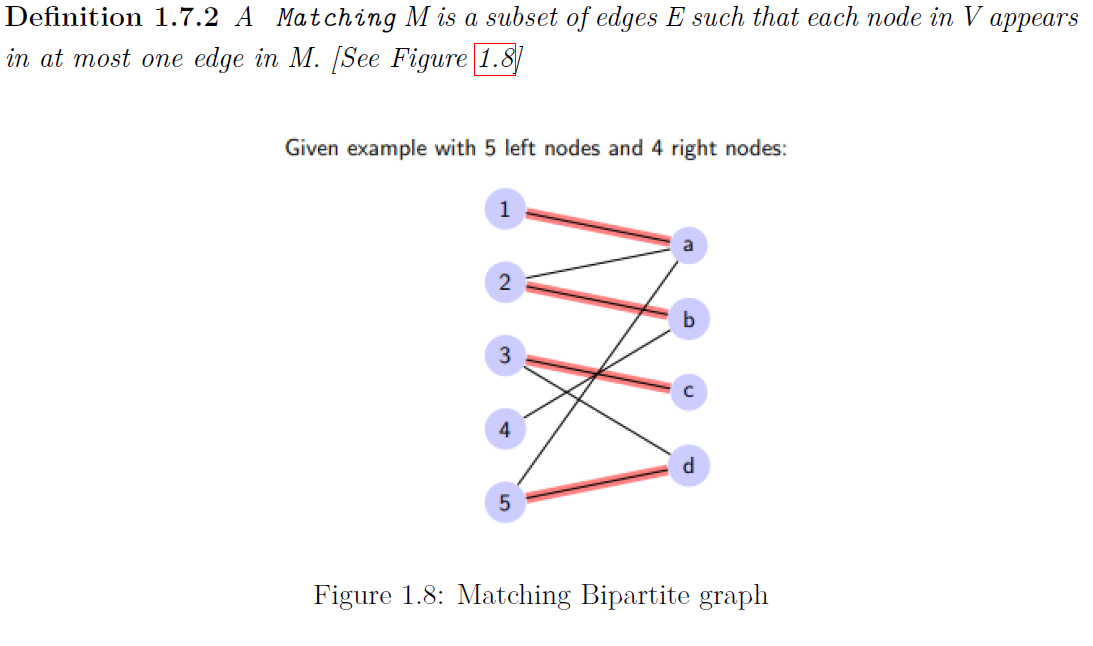 Definition 1.7.2 A Matching M is a subset of edges E such that each node in V appears
in at most one edge in M. [See Figure 1.8]
Given example with 5 left nodes and 4 right nodes:
1
a
2
b
3
c
4
d
5
Figure 1.8: Matching Bipartite graph